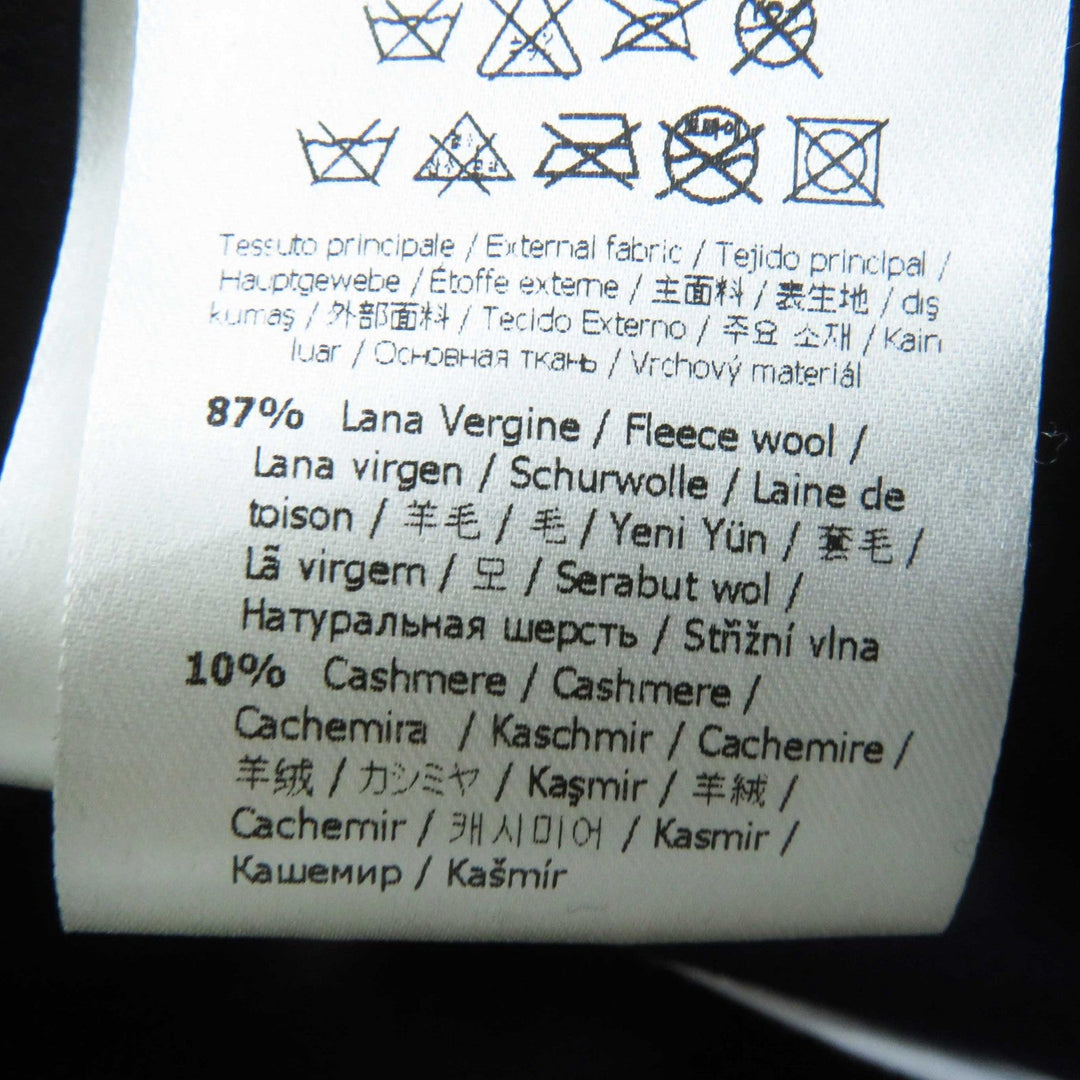 Tessuto principale / External fabric / Tejido principal /
Hauptgewebe / Étoffe externe / 主面料 / 表生地 / dış
kumaş / 外部面料 / Tecido Externo / 주요 소재 / Kain
luar / Основная ткань / Vrchový materiál
87% Lana Vergine / Fleece wool /
Lana virgen / Schurwolle / Laine de
toison / 羊毛 / 毛 / Yeni Yün / 套毛 /
Lã virgem / 모 / Serabut wol /
Натуральная шерсть / Střižní vlna
10% Cashmere / Cashmere /
Cachemira / Kaschmir / Cachemire /
羊绒 / カシミヤ / Kaşmir / 羊絨 /
Cachemir / 캐시미어 / Kasmir /
Кашемир / Kašmír